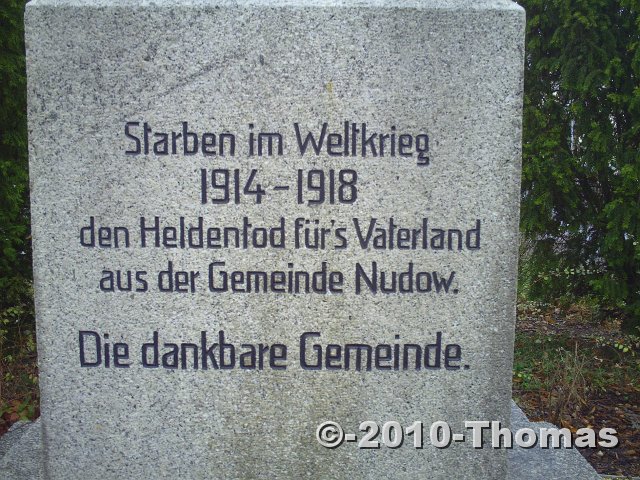 Starben im Weltkrieg
1914-1918
den Heldentod für's Vaterland
aus der Gemeinde Nudow.
Die dankbare Gemeinde.
©-2010-Thomas